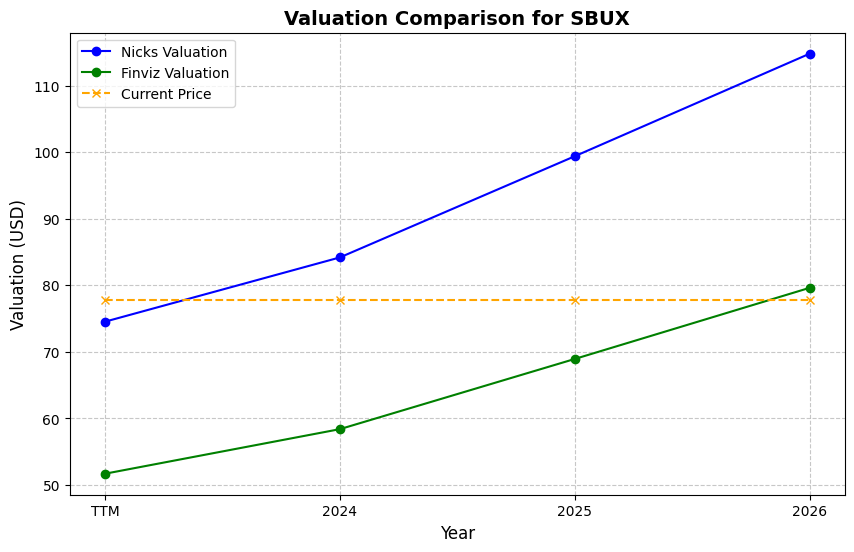 Valuation Comparison for SBUX
Nicks Valuation
Finviz Valuation
Current Price
Valuation (USD)
110
100
90
80
70
60
50
TTM 2024 2025 2026
Year